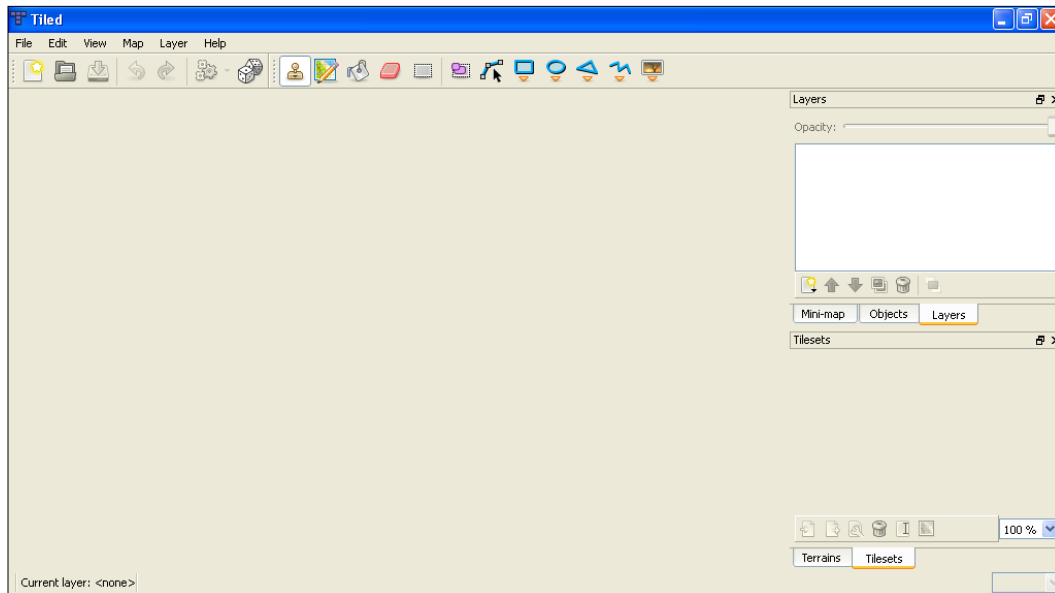 Tiled
File Edit View Map Layer Help
Layers
Opacity:
Mini-map Objects Layers
Tilesets
100 %
Terrains Tilesets
Current layer: <none>